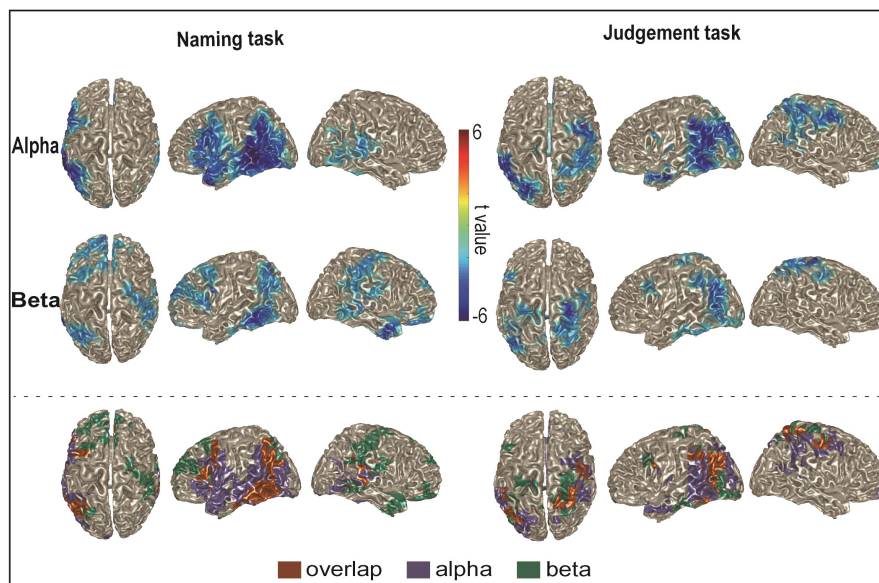 Naming task
Judgement task
Alpha
6
t value
-6
Beta
overlap
alpha
beta